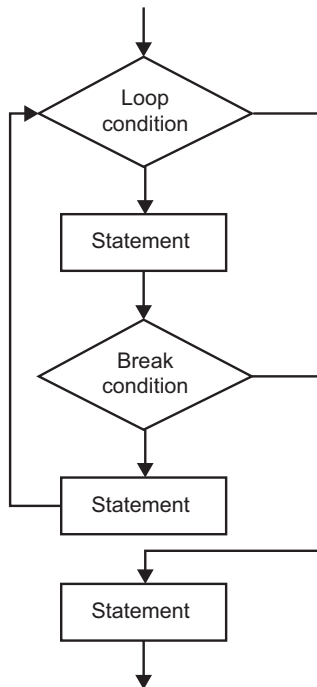 Loop
condition
Statement
Break
condition
Statement
Statement